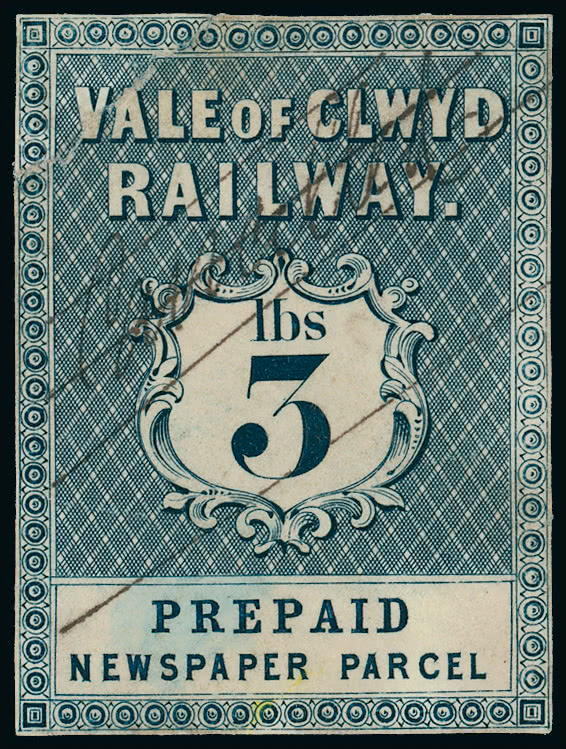 VALE OF CLWYD
RAILWAY.
lbs
3
PREPAID
NEWSPAPER PARCEL